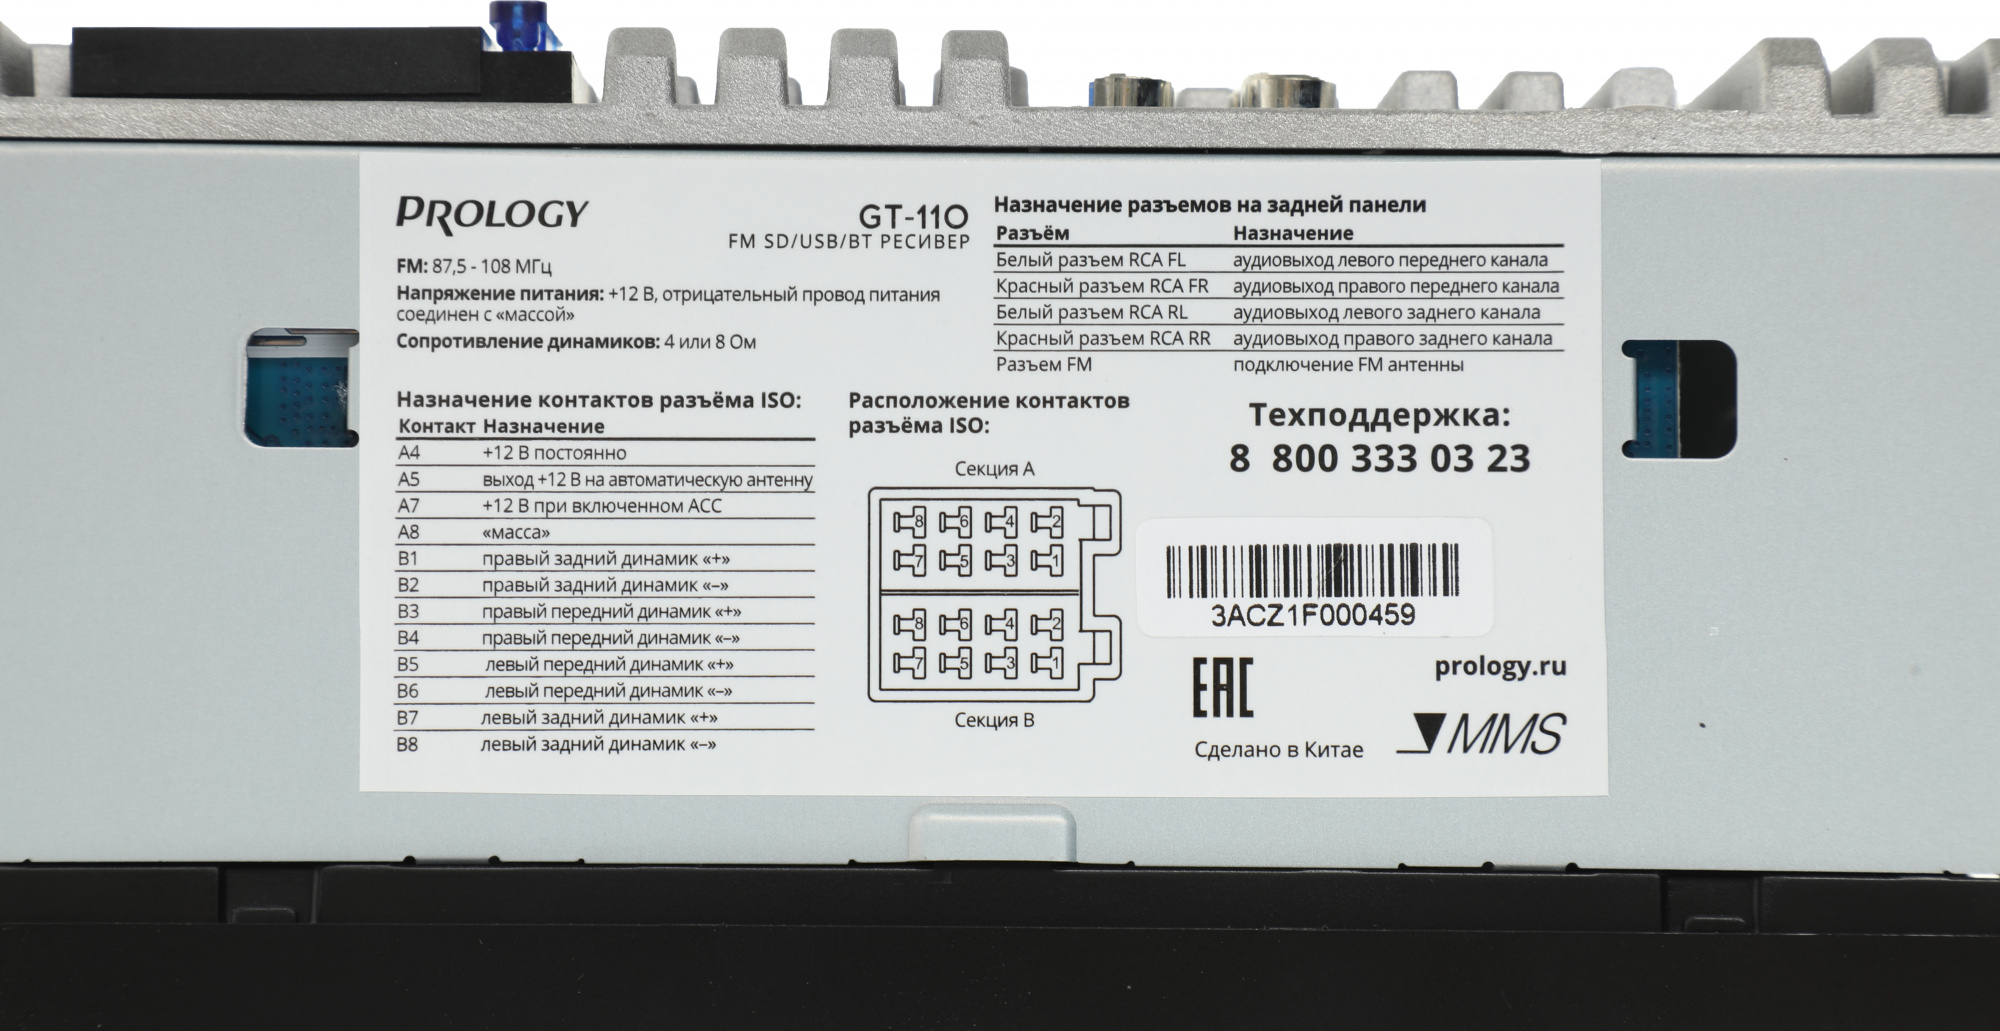 PROLOGY
GT-110
FM SD/USB/BT РЕСИВЕР
FM: 87,5 - 108 МГц
Напряжение питания: +12 В, отрицательный провод питания
соединен с «массой»
Сопротивление динамиков: 4 или 8 Ом
Назначение разъемов на задней панели
Разъём Назначение
Белый разъем RCA FL аудиовыход левого переднего канала
Красный разъем RCA FR аудиовыход правого переднего канала
Белый разъем RCA RL аудиовыход левого заднего канала
Красный разъем RCA RR аудиовыход правого заднего канала
Разъем FM подключение FM антенны
Назначение контактов разъёма ISO:
Контакт Назначение
A4 +12 В постоянно
A5 выход +12 В на автоматическую антенну
A7 +12 В при включенном ACC
A8 «масса»
B1 правый задний динамик «+»
B2 правый задний динамик «–»
B3 правый передний динамик «+»
B4 правый передний динамик «–»
B5 левый передний динамик «+»
B6 левый передний динамик «–»
B7 левый задний динамик «+»
B8 левый задний динамик «–»
Расположение контактов
разъёма ISO:
Секция A
8 6 4 2
7 5 3 1
8 6 4 2
7 5 3 1
Секция B
Техподдержка:
8 800 333 03 23
3ACZ1F000459
EAC
prology.ru
Сделано в Китае
MMS